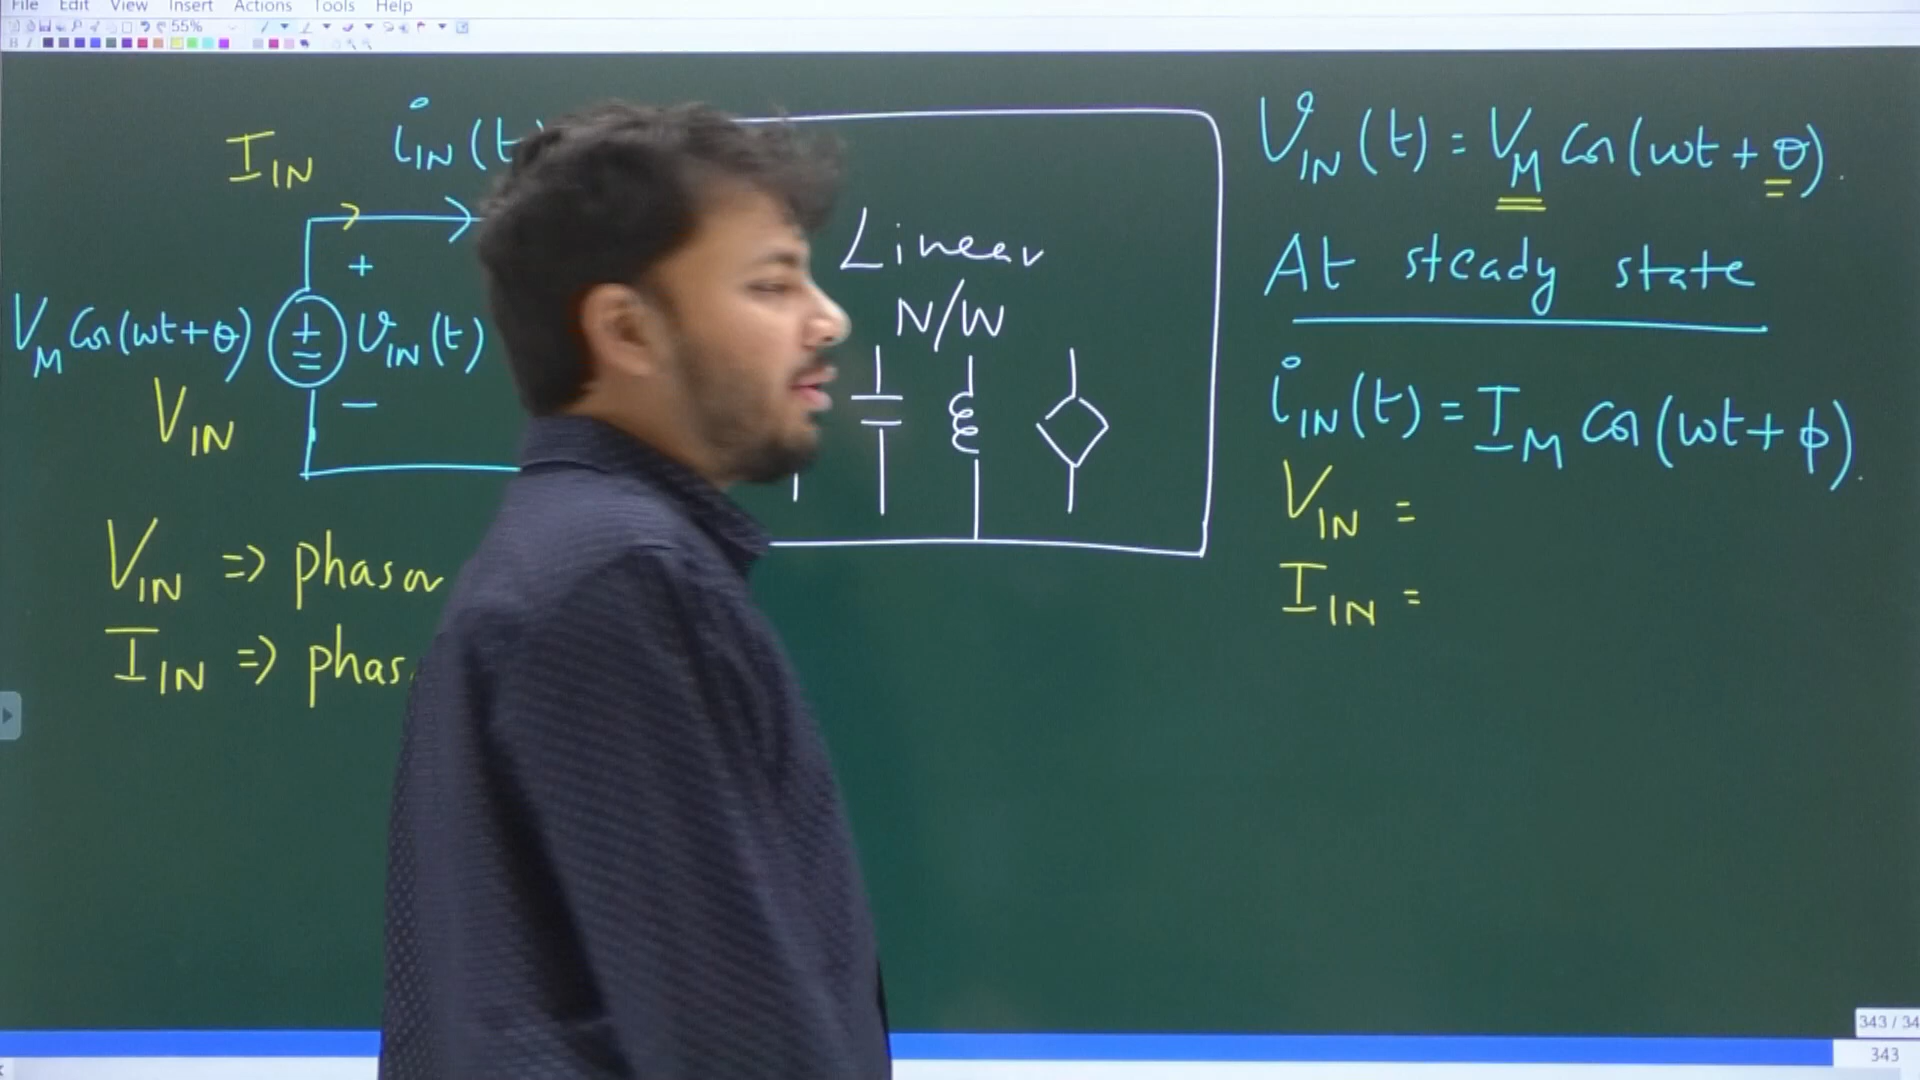 File Edit View Insert Actions Tools Help
55%
I_IN i_IN(t)
V_M Cos(ωt+θ) + = + v_IN(t) −
V_IN
V_IN ⇒ phasor
I_IN ⇒ phas
Linear
N/W
v_IN(t) = V_M Cos(ωt + θ).
At steady state
i_IN(t) = I_M Cos(ωt + ϕ).
V_IN =
I_IN =
343 / 34
343